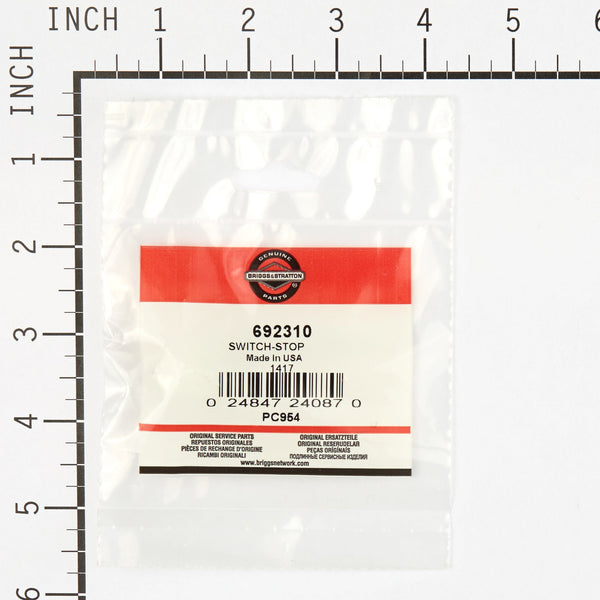 INCH 1 2 3 4 5 6
INCH
1
2
3
4
5
6
GENUINE
BRIGGS&STRATTON
®
PARTS
692310
SWITCH-STOP
Made in USA
1417
0 24847 24087 0
PC954
ORIGINAL SERVICE PARTS
REPUESTOS ORIGINALES
PIÈCES DE RECHANGE D'ORIGINE
RICAMBI ORIGINALI
ORIGINAL ERSATZTEILE
ORIGINAL RESERUDELAR
PEÇAS ORIGINAIS
ПОДЛИННЫЕ СЕРВИСНЫЕ ИЗДЕЛИЯ
www.briggsnetwork.com